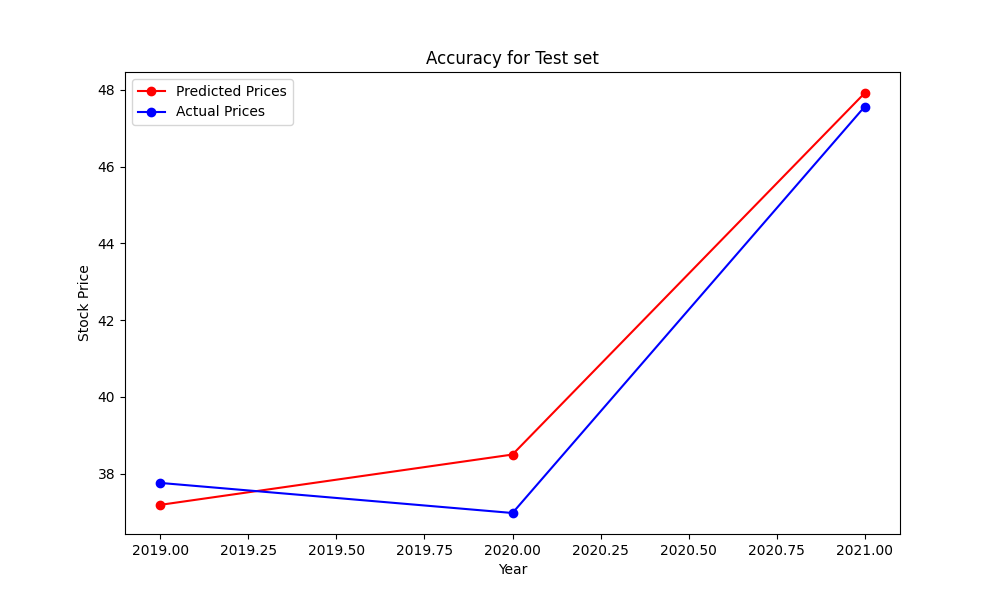 Accuracy for Test set
Predicted Prices
Actual Prices
48
46
44
42
40
38
Stock Price
2019.00 2019.25 2019.50 2019.75 2020.00 2020.25 2020.50 2020.75 2021.00
Year